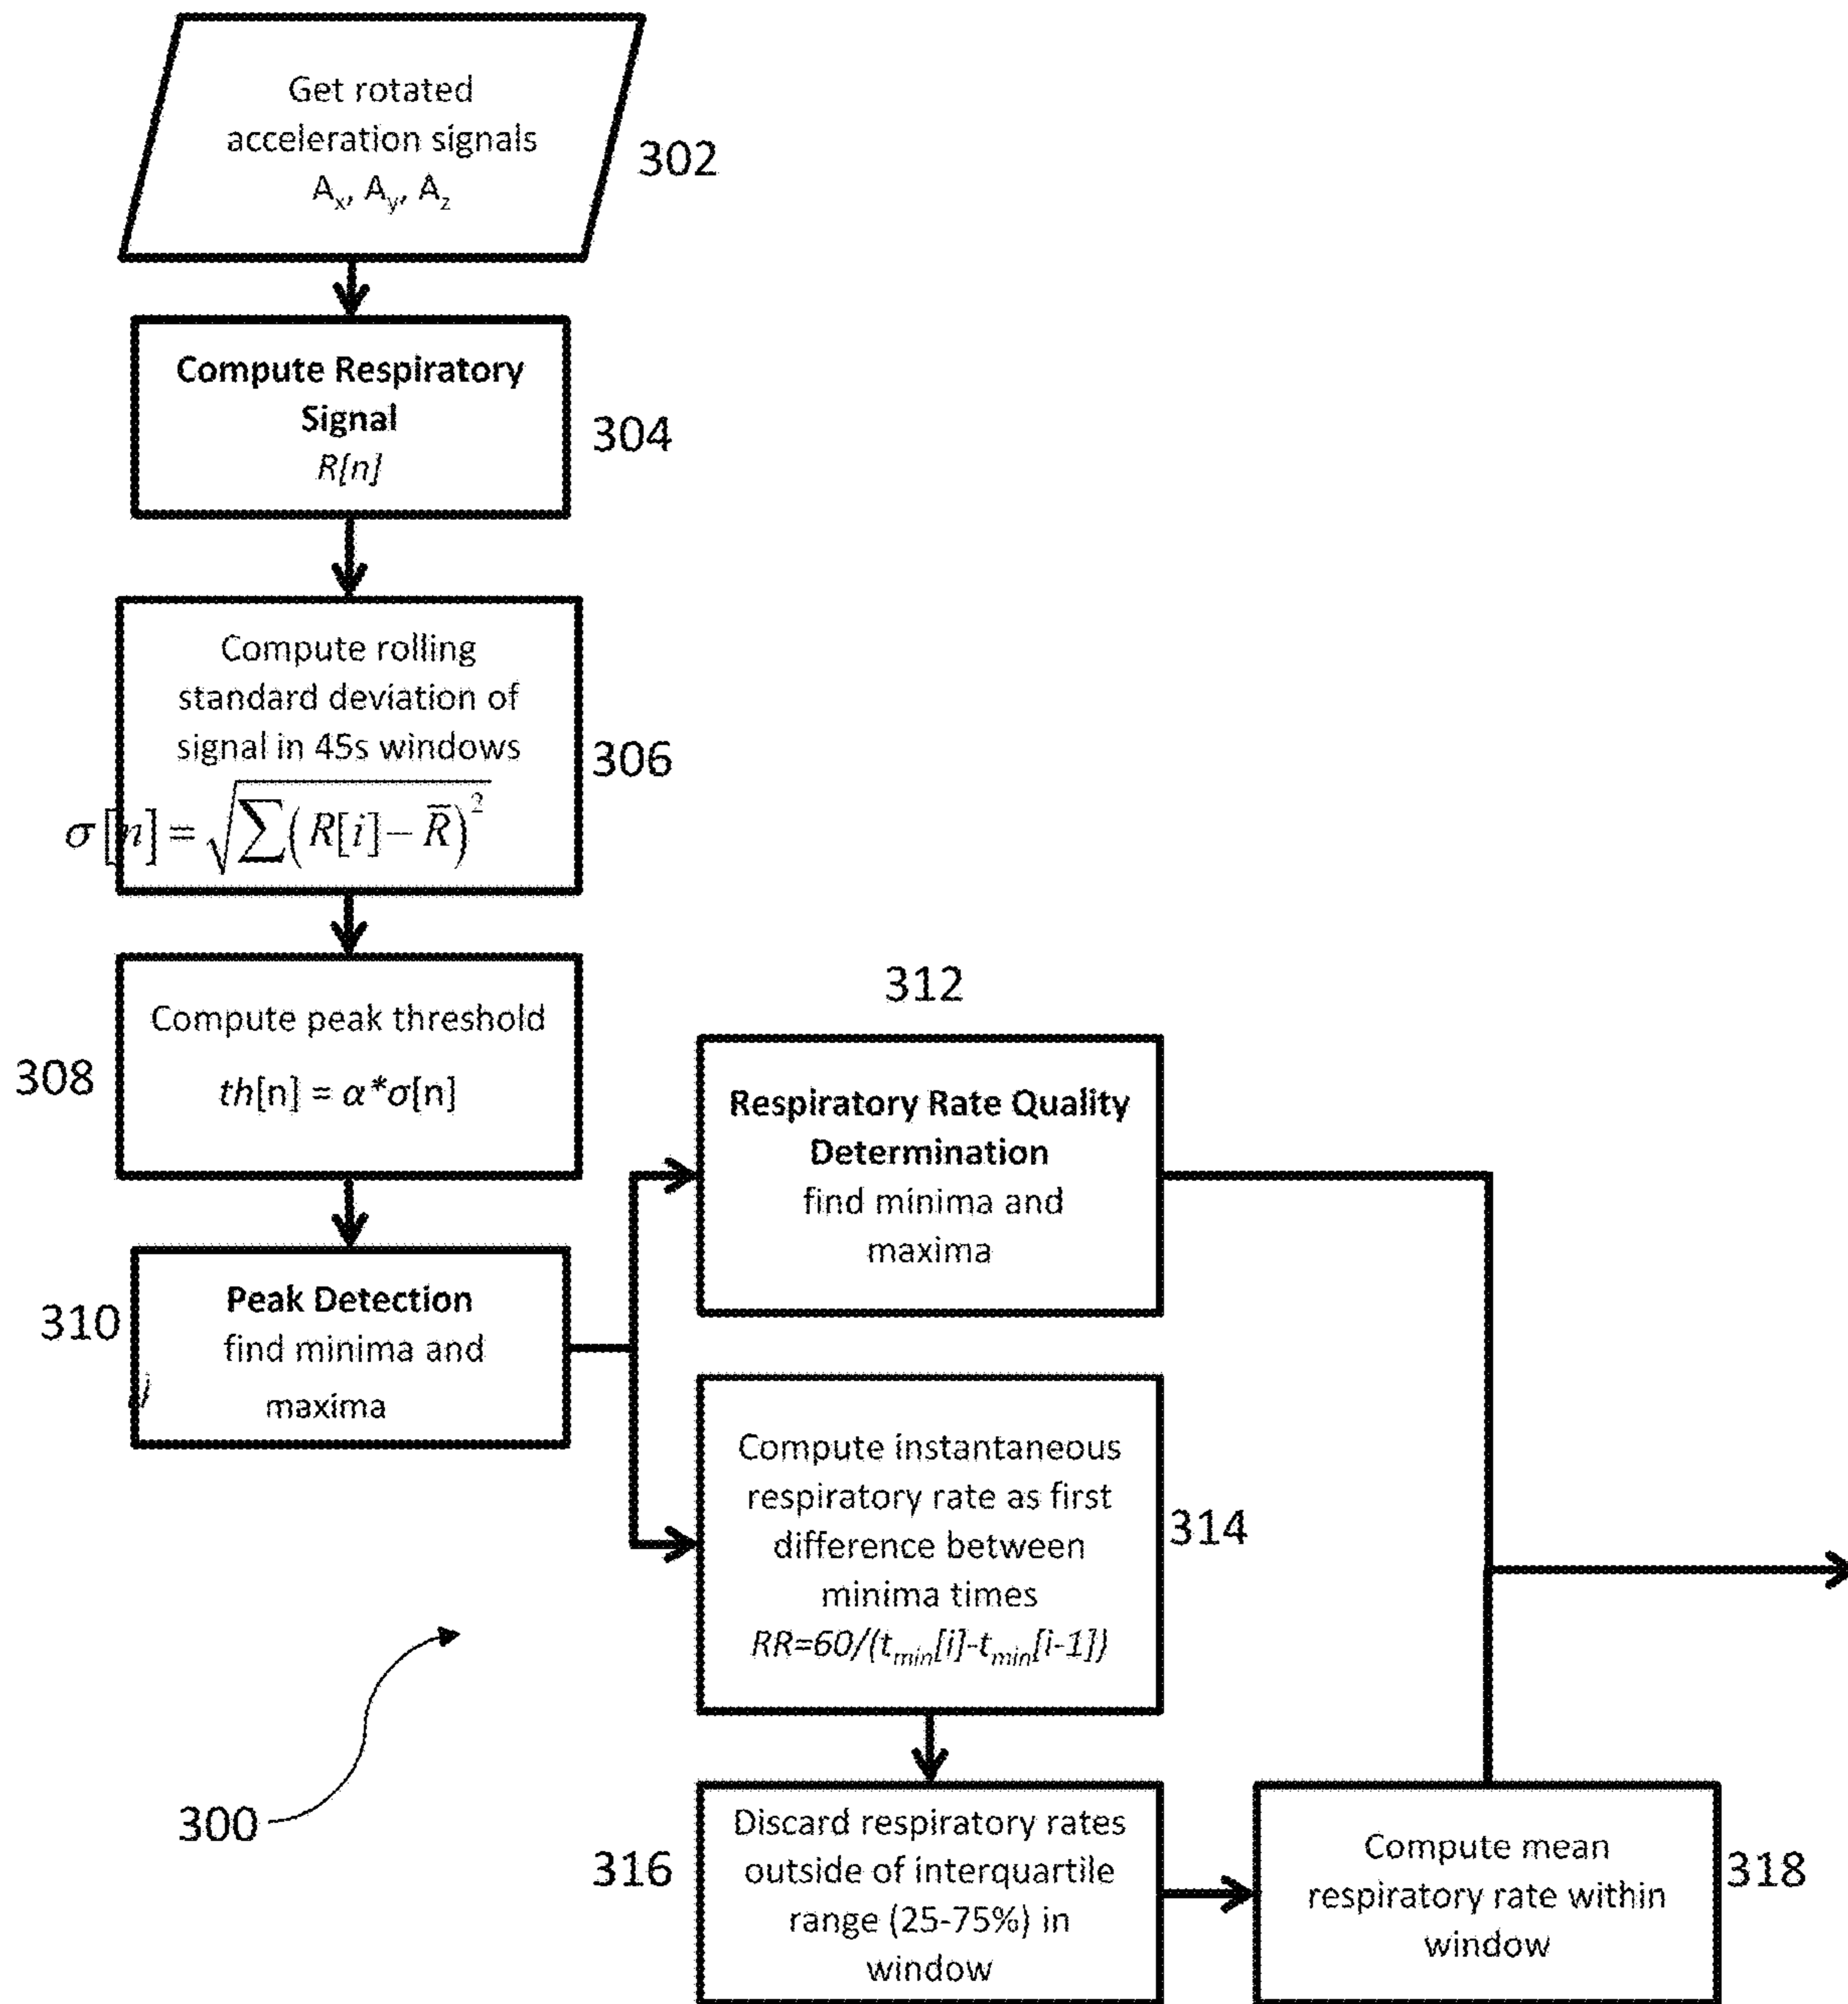 Get rotated
acceleration signals
Aₓ, Aᵧ, A_z
302
Compute Respiratory
Signal
R[n]
304
Compute rolling
standard deviation of
signal in 45s windows
σ[n] = √∑(R[i] − R̅)²
306
Compute peak threshold
th[n] = α*σ[n]
308
Peak Detection
find minima and
maxima
310
312
Respiratory Rate Quality
Determination
find minima and
maxima
Compute instantaneous
respiratory rate as first
difference between
minima times
RR=60/(t_min[i]-t_min[i-1])
314
300
Discard respiratory rates
outside of interquartile
range (25-75%) in
window
316
Compute mean
respiratory rate within
window
318